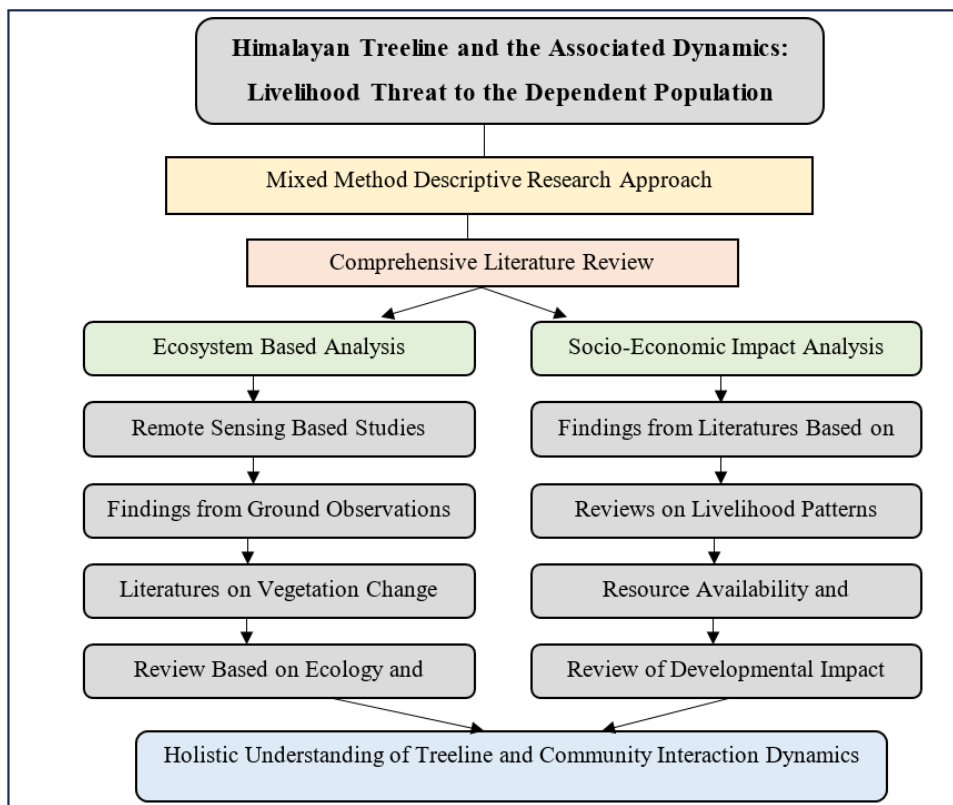 Himalayan Treeline and the Associated Dynamics:
Livelihood Threat to the Dependent Population
Mixed Method Descriptive Research Approach
Comprehensive Literature Review
Ecosystem Based Analysis
Remote Sensing Based Studies
Findings from Ground Observations
Literatures on Vegetation Change
Review Based on Ecology and
Socio-Economic Impact Analysis
Findings from Literatures Based on
Reviews on Livelihood Patterns
Resource Availability and
Review of Developmental Impact
Holistic Understanding of Treeline and Community Interaction Dynamics